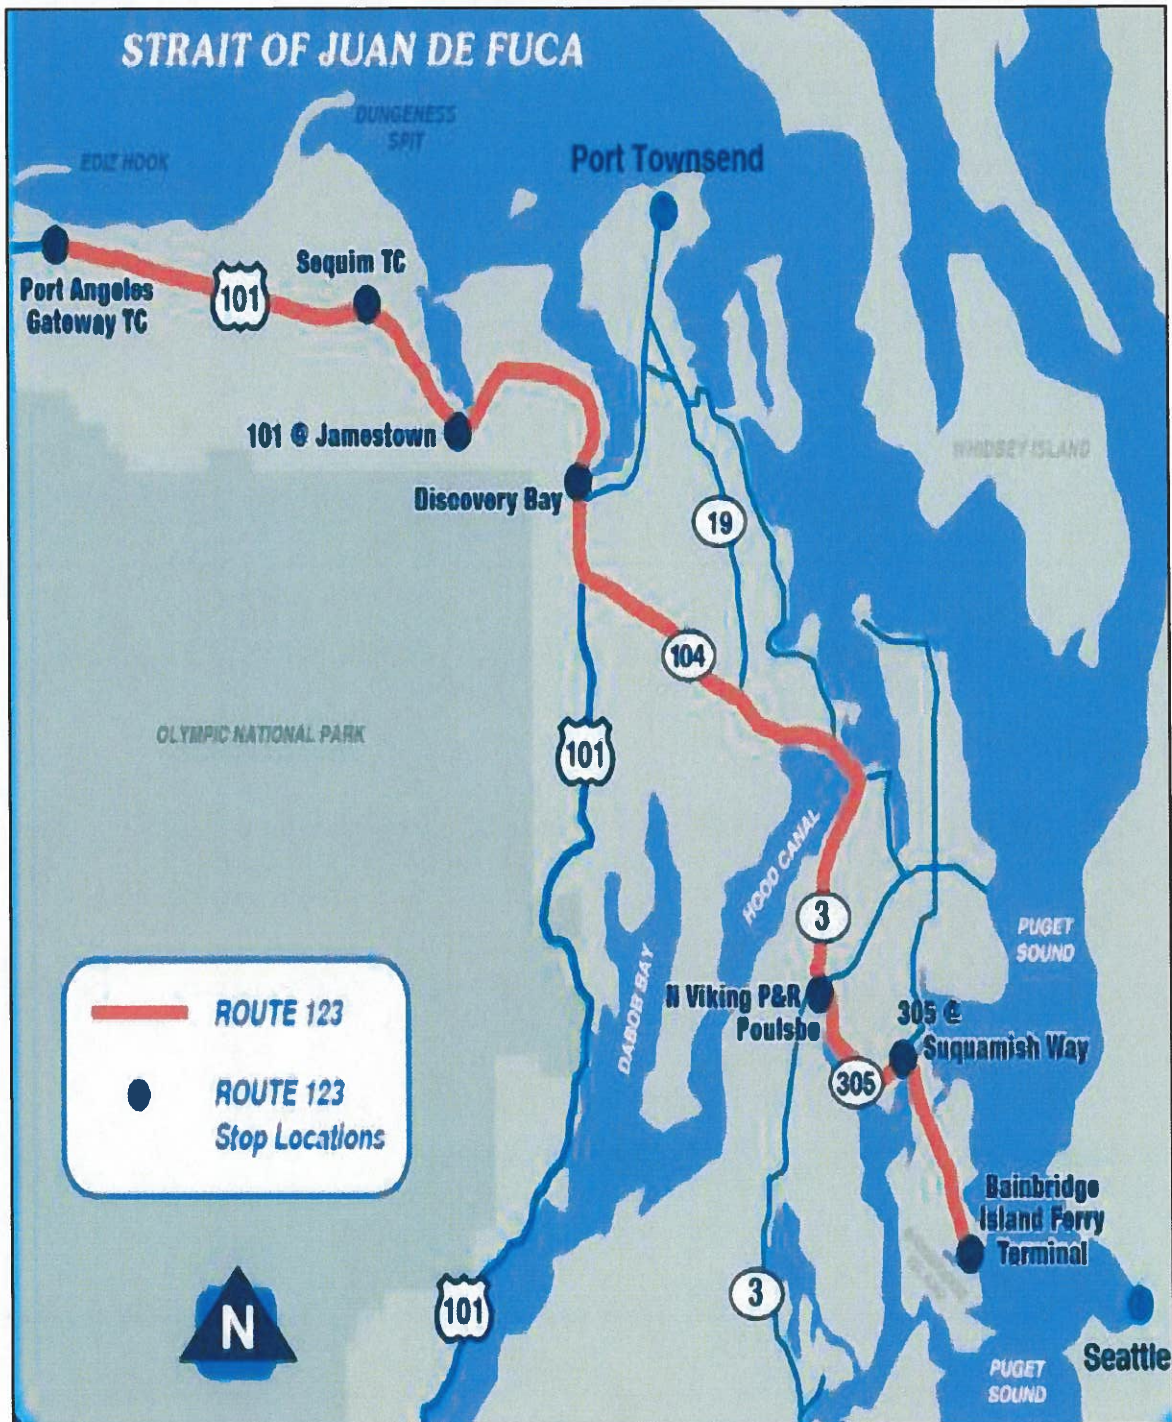 STRAIT OF JUAN DE FUCA
DUNGENESS
SPIT
EDIZ HOOK
Port Townsend
Sequim TC
101
Port Angeles
Gateway TC
101 @ Jamestown
WHIDBEY ISLAND
Discovery Bay
19
104
OLYMPIC NATIONAL PARK
101
HOOD CANAL
3
PUGET
SOUND
DABOB BAY
N Viking P&R
Poulsbo
305 @
Suquamish Way
305
ROUTE 123
ROUTE 123
Stop Locations
Bainbridge
Island Ferry
Terminal
N
101
3
Seattle
PUGET
SOUND